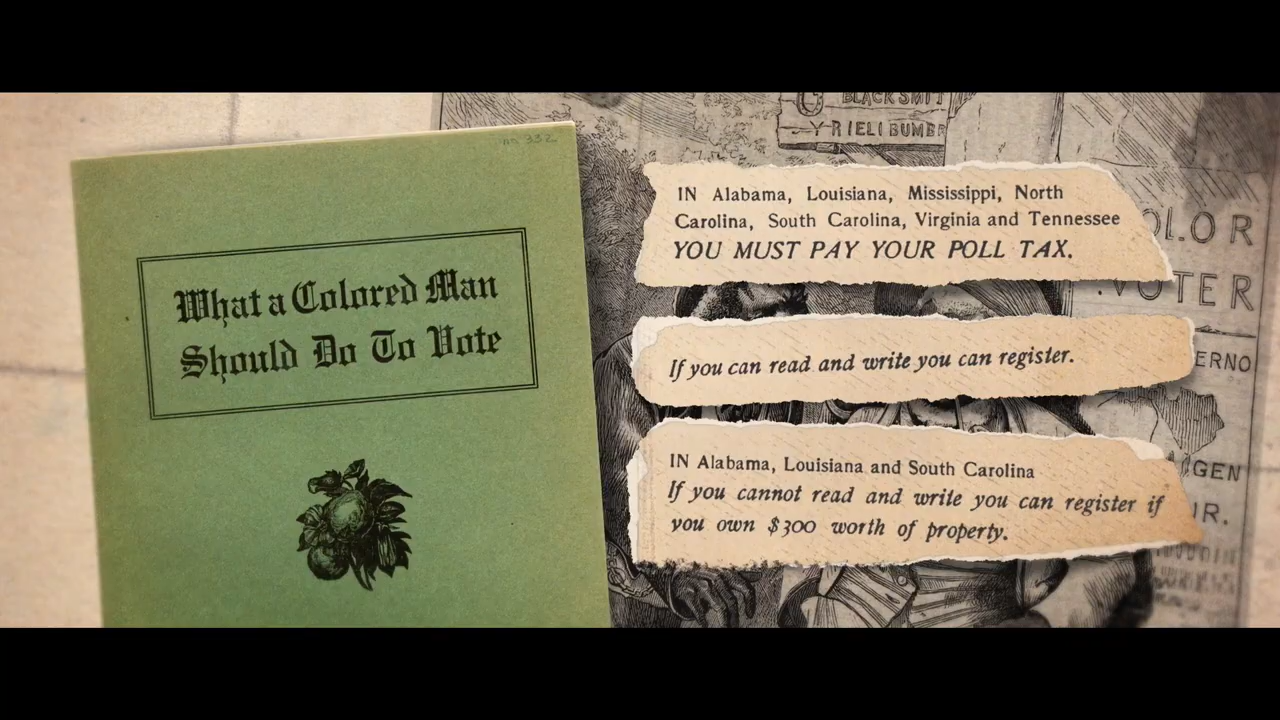 no 332
What a Colored Man
Should Do To Vote
BLACKSMIT
IN Alabama, Louisiana, Mississippi, North
Carolina, South Carolina, Virginia and Tennessee
YOU MUST PAY YOUR POLL TAX.
If you can read and write you can register.
IN Alabama, Louisiana and South Carolina
If you cannot read and write you can register if
you own $300 worth of property.
OLOR
VOTER
ERNO
GEN
IR.